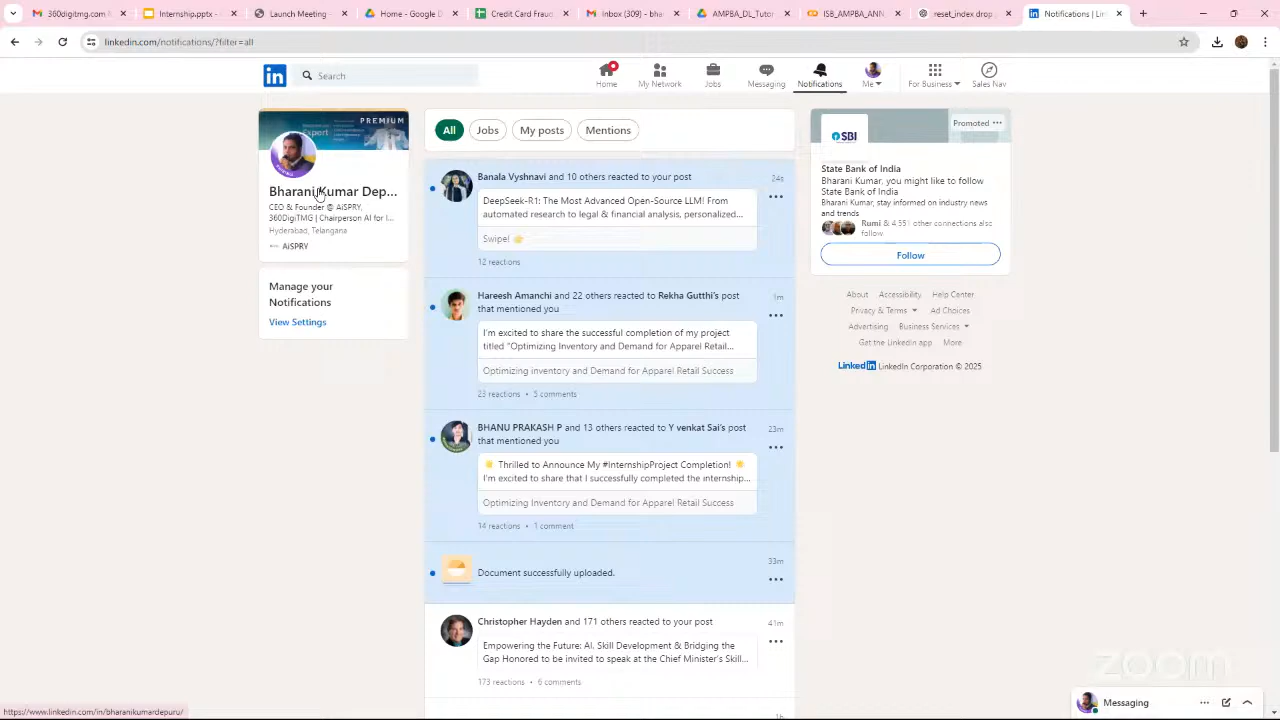 360digitmg.com
Internship.pptx -
Launch Meeting -
Home - Google D
Credit Card Frau
Inbox (309) - bha
AMPBA_DL_Tutor
ISB_AMPBA_ANN
reset_index drop
Notifications | Lin
linkedin.com/notifications/?filter=all
in
Search
Home
My Network
Jobs
Messaging
Notifications
Me
For Business
Sales Nav
PREMIUM
Expert
Bharani Kumar Dep...
CEO & Founder @ AiSPRY,
360DigiTMG | Chairperson AI for I...
Hyderabad, Telangana
AiSPRY
Manage your
Notifications
View Settings
All
Jobs
My posts
Mentions
Banala Vyshnavi and 10 others reacted to your post
24s
DeepSeek-R1: The Most Advanced Open-Source LLM! From
automated research to legal & financial analysis, personalized...
Swipe! 👉
12 reactions
Hareesh Amanchi and 22 others reacted to Rekha Gutthi's post
that mentioned you
1m
I'm excited to share the successful completion of my project
titled "Optimizing Inventory and Demand for Apparel Retail...
Optimizing inventory and Demand for Apparel Retail Success
23 reactions • 5 comments
BHANU PRAKASH P and 13 others reacted to Y venkat Sai's post
that mentioned you
23m
🌟 Thrilled to Announce My #InternshipProject Completion! 🌟
I'm excited to share that I successfully completed the internship...
Optimizing Inventory and Demand for Apparel Retail Success
14 reactions • 1 comment
Document successfully uploaded.
33m
Christopher Hayden and 171 others reacted to your post
41m
Empowering the Future: AI, Skill Development & Bridging the
Gap Honored to be invited to speak at the Chief Minister's Skill...
173 reactions • 6 comments
Promoted
SBI
State Bank of India
Bharani Kumar, you might like to follow
State Bank of India
Bharani Kumar, stay informed on industry news
and trends
Rumi & 4,551 other connections also
follow
Follow
About Accessibility Help Center
Privacy & Terms Ad Choices
Advertising Business Services
Get the LinkedIn app More
LinkedIn LinkedIn Corporation © 2025
zoom
Messaging
https://www.linkedin.com/in/bharanikumardepuru/